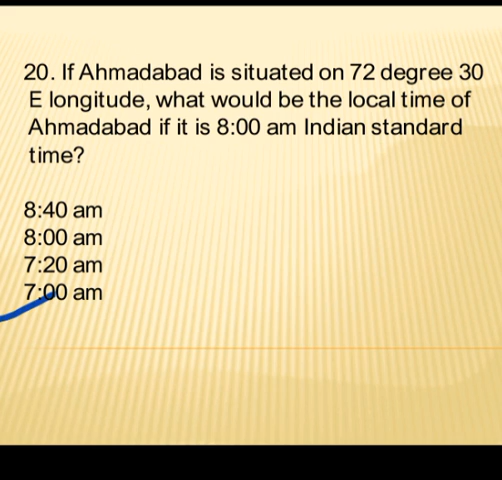 20. If Ahmadabad is situated on 72 degree 30
E longitude, what would be the local time of
Ahmadabad if it is 8:00 am Indian standard
time?
8:40 am
8:00 am
7:20 am
7:00 am